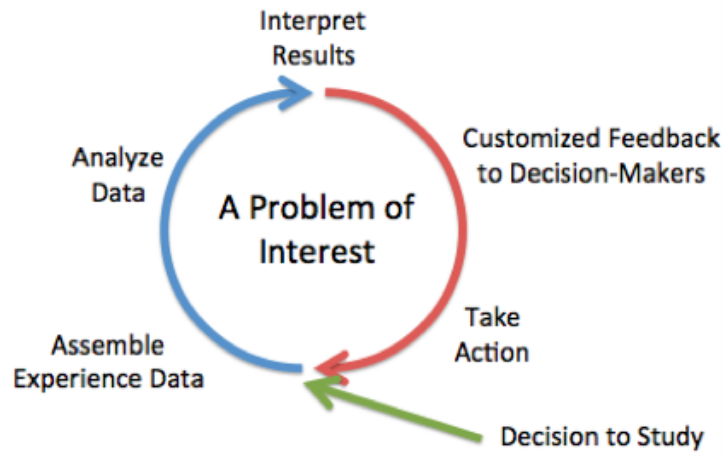 Interpret
Results
Customized Feedback
to Decision-Makers
Analyze
Data
A Problem of
Interest
Take
Action
Assemble
Experience Data
Decision to Study